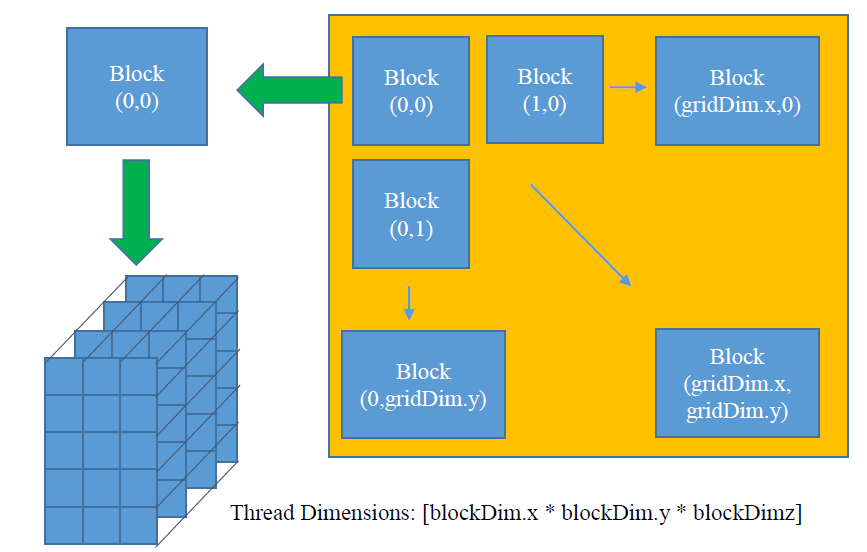 Block
(0,0)
Block
(0,0)
Block
(1,0)
Block
(gridDim.x,0)
Block
(0,1)
Block
(0,gridDim.y)
Block
(gridDim.x,
gridDim.y)
Thread Dimensions: [blockDim.x * blockDim.y * blockDimz]